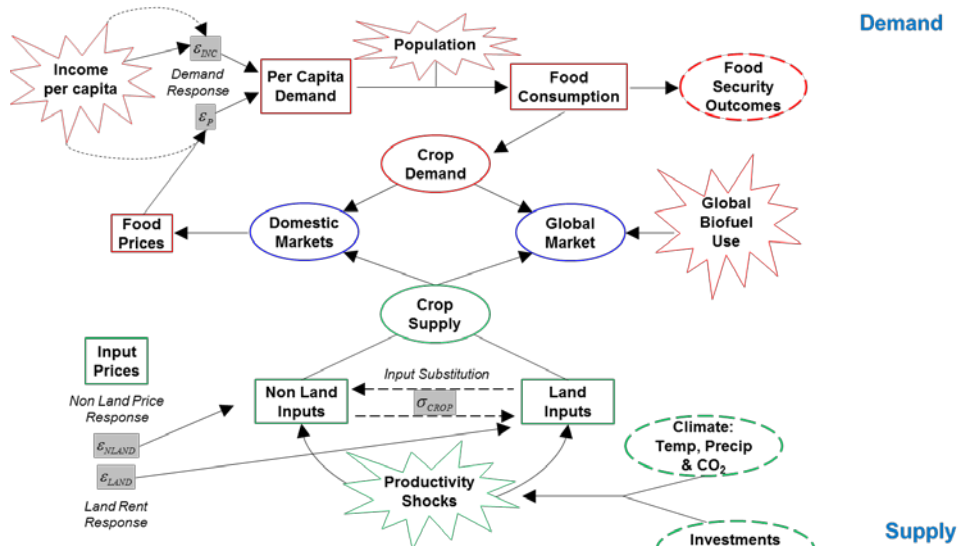 Demand
Population
Income
per capita
ε_INC
Demand
Response
Per Capita
Demand
Food
Consumption
Food
Security
Outcomes
ε_P
Crop
Demand
Food
Prices
Domestic
Markets
Global
Market
Global
Biofuel
Use
Crop
Supply
Input
Prices
Input Substitution
Non Land
Inputs
σ_CROP
Land
Inputs
Non Land Price
Response
ε_NLAND
ε_LAND
Land Rent
Response
Productivity
Shocks
Climate:
Temp, Precip
& CO₂
Investments
Supply